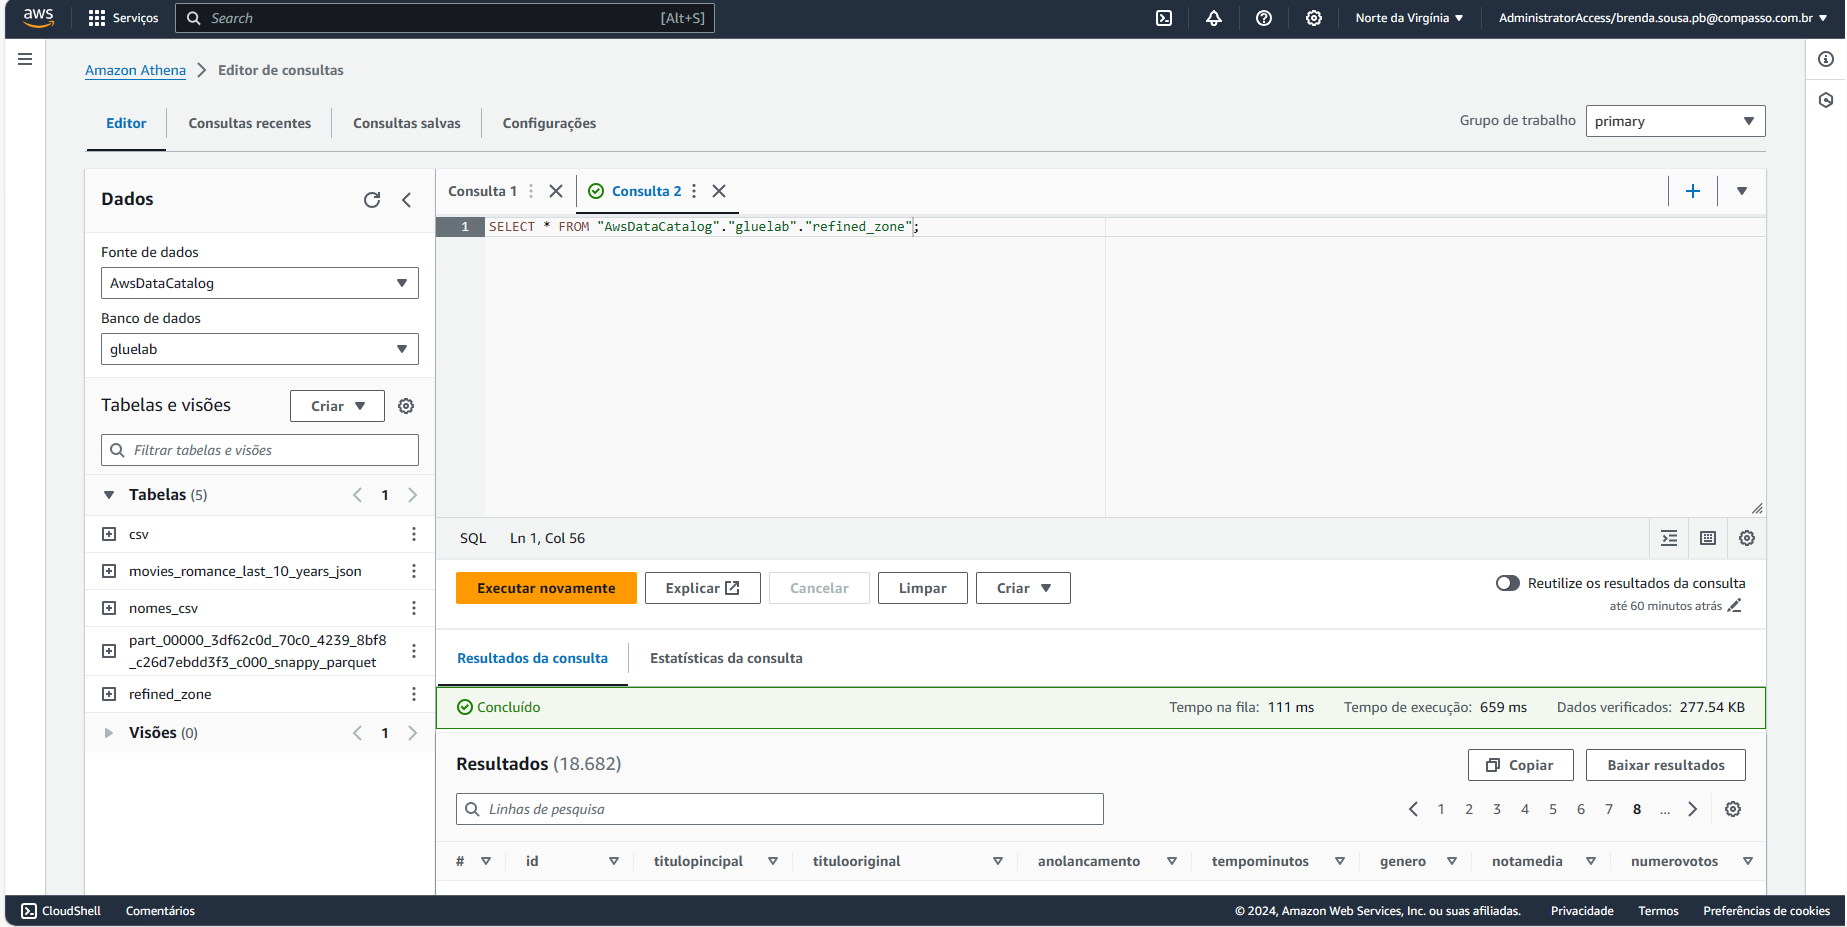 aws Serviços Search [Alt+S] Norte da Virgínia AdministratorAccess/brenda.sousa.pb@compasso.com.br
Amazon Athena > Editor de consultas
Editor Consultas recentes Consultas salvas Configurações
Grupo de trabalho primary
Dados
Fonte de dados
AwsDataCatalog
Banco de dados
gluelab
Tabelas e visões Criar
Filtrar tabelas e visões
Tabelas (5) < 1 >
csv
movies_romance_last_10_years_json
nomes_csv
part_00000_3df62c0d_70c0_4239_8bf8
_c26d7ebdd3f3_c000_snappy_parquet
refined_zone
Visões (0) < 1 >
Consulta 1 Consulta 2
1 SELECT * FROM "AwsDataCatalog"."gluelab"."refined_zone";
SQL Ln 1, Col 56
Executar novamente Explicar Cancelar Limpar Criar
Reutilize os resultados da consulta
até 60 minutos atrás
Resultados da consulta Estatísticas da consulta
Concluído Tempo na fila: 111 ms Tempo de execução: 659 ms Dados verificados: 277.54 KB
Resultados (18.682) Copiar Baixar resultados
Linhas de pesquisa < 1 2 3 4 5 6 7 8 ... >
# id titulopincipal titulooriginal anolancamento tempominutos genero notamedia numerovotos
CloudShell Comentários © 2024, Amazon Web Services, Inc. ou suas afiliadas. Privacidade Termos Preferências de cookies